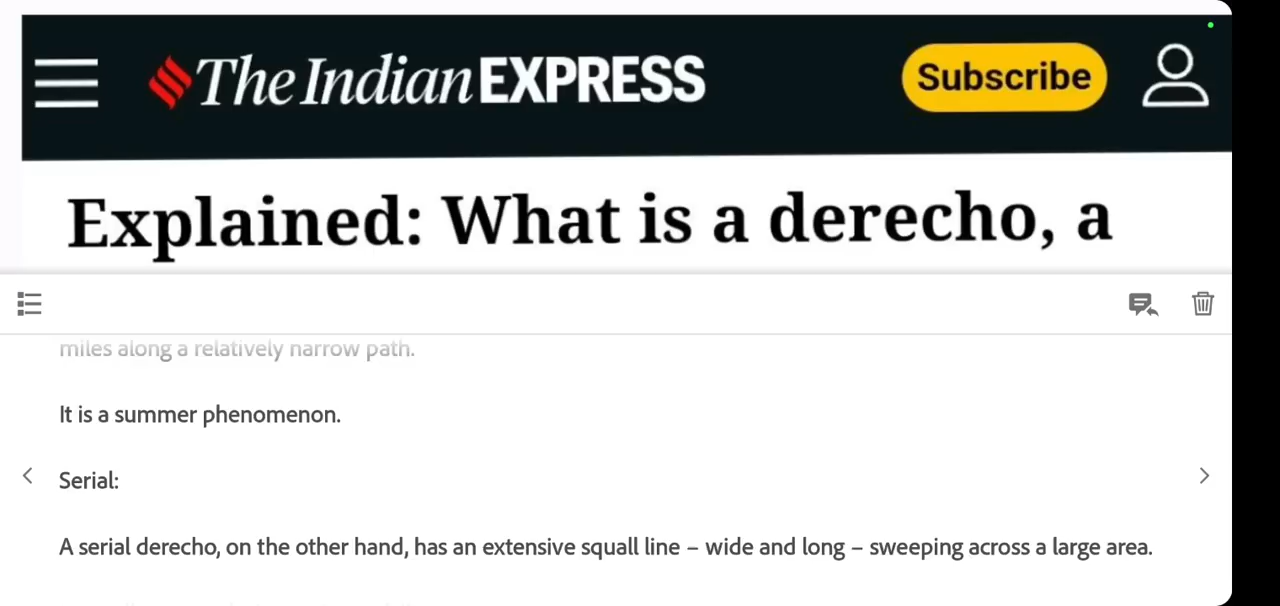 The Indian EXPRESS
Subscribe
Explained: What is a derecho, a
miles along a relatively narrow path.
It is a summer phenomenon.
Serial:
A serial derecho, on the other hand, has an extensive squall line – wide and long – sweeping across a large area.